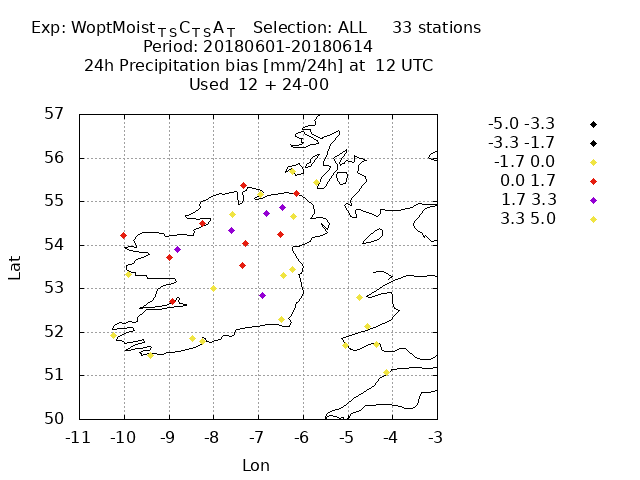 Exp: WoptMoist_TSC_TSA_T   Selection: ALL   33 stations
Period: 20180601-20180614
24h Precipitation bias [mm/24h] at 12 UTC
Used 12 + 24-00
57
56
55
54
53
52
51
50
Lat
-11 -10 -9 -8 -7 -6 -5 -4 -3
Lon
-5.0 -3.3
-3.3 -1.7
-1.7 0.0
0.0 1.7
1.7 3.3
3.3 5.0